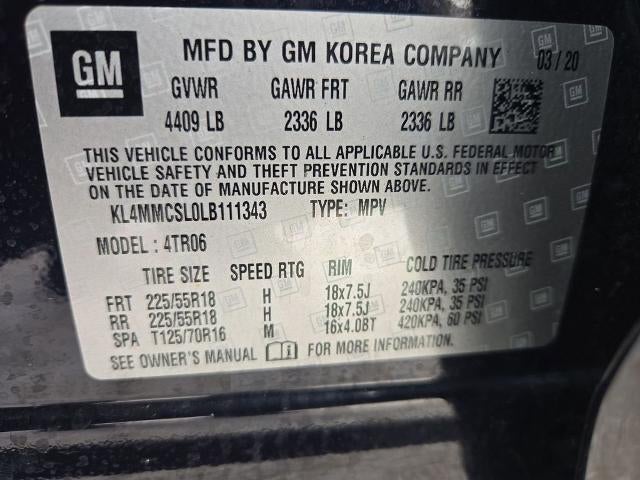 GM
MFD BY GM KOREA COMPANY 03/20
GVWR GAWR FRT GAWR RR
4409 LB 2336 LB 2336 LB
THIS VEHICLE CONFORMS TO ALL APPLICABLE U.S. FEDERAL MOTOR
VEHICLE SAFETY AND THEFT PREVENTION STANDARDS IN EFFECT
ON THE DATE OF MANUFACTURE SHOWN ABOVE.
KL4MMCSL0LB111343 TYPE: MPV
MODEL: 4TR06
TIRE SIZE SPEED RTG RIM COLD TIRE PRESSURE
FRT 225/55R18 H 18x7.5J 240KPA, 35 PSI
RR 225/55R18 H 18x7.5J 240KPA, 35 PSI
SPA T125/70R16 M 16x4.0BT 420KPA, 60 PSI
SEE OWNER'S MANUAL FOR MORE INFORMATION.